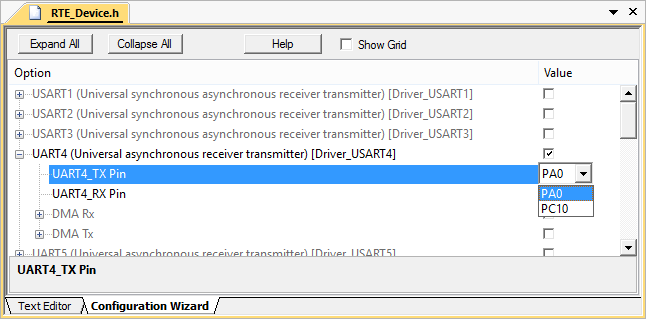 RTE_Device.h
Expand All Collapse All Help Show Grid
Option Value
USART1 (Universal synchronous asynchronous receiver transmitter) [Driver_USART1]
USART2 (Universal synchronous asynchronous receiver transmitter) [Driver_USART2]
USART3 (Universal synchronous asynchronous receiver transmitter) [Driver_USART3]
UART4 (Universal asynchronous receiver transmitter) [Driver_USART4]
UART4_TX Pin PA0
UART4_RX Pin PA0
DMA Rx PC10
DMA Tx
UART5 (Universal asynchronous receiver transmitter) [Driver_USART5]
UART4_TX Pin
Text Editor Configuration Wizard